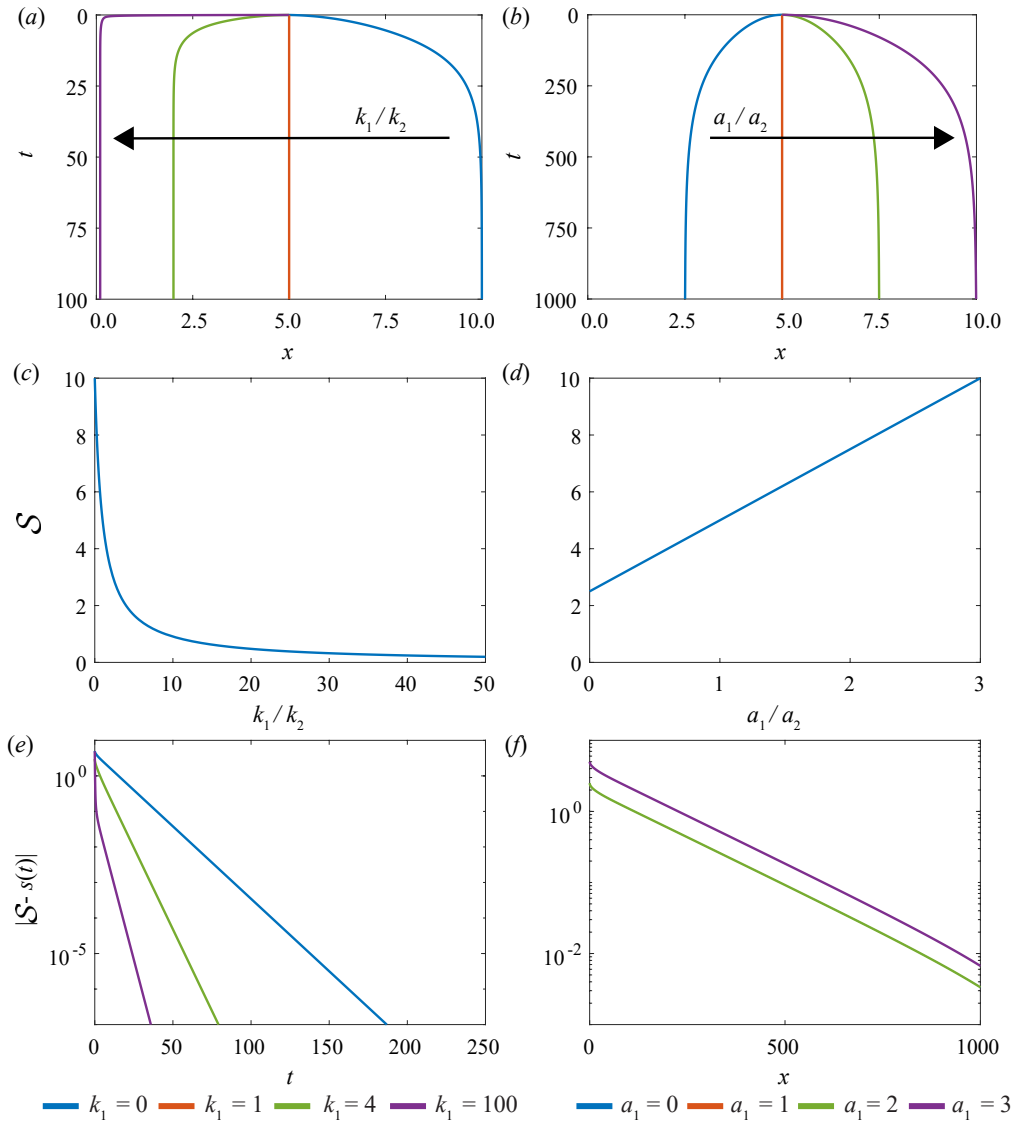 (a)
0
25
50
75
100
t
k₁ / k₂
0.0 2.5 5.0 7.5 10.0
x
(b)
0
250
500
750
1000
t
a₁ / a₂
0.0 2.5 5.0 7.5 10.0
x
(c)
10
8
6
4
2
0
𝒮
0 10 20 30 40 50
k₁ / k₂
(d)
10
8
6
4
2
0
0 1 2 3
a₁ / a₂
(e)
10⁰
10⁻⁵
|𝒮 - s(t)|
0 50 100 150 200 250
t
(f)
10⁰
10⁻²
0 500 1000
x
k₁ = 0 k₁ = 1 k₁ = 4 k₁ = 100
a₁ = 0 a₁ = 1 a₁ = 2 a₁ = 3